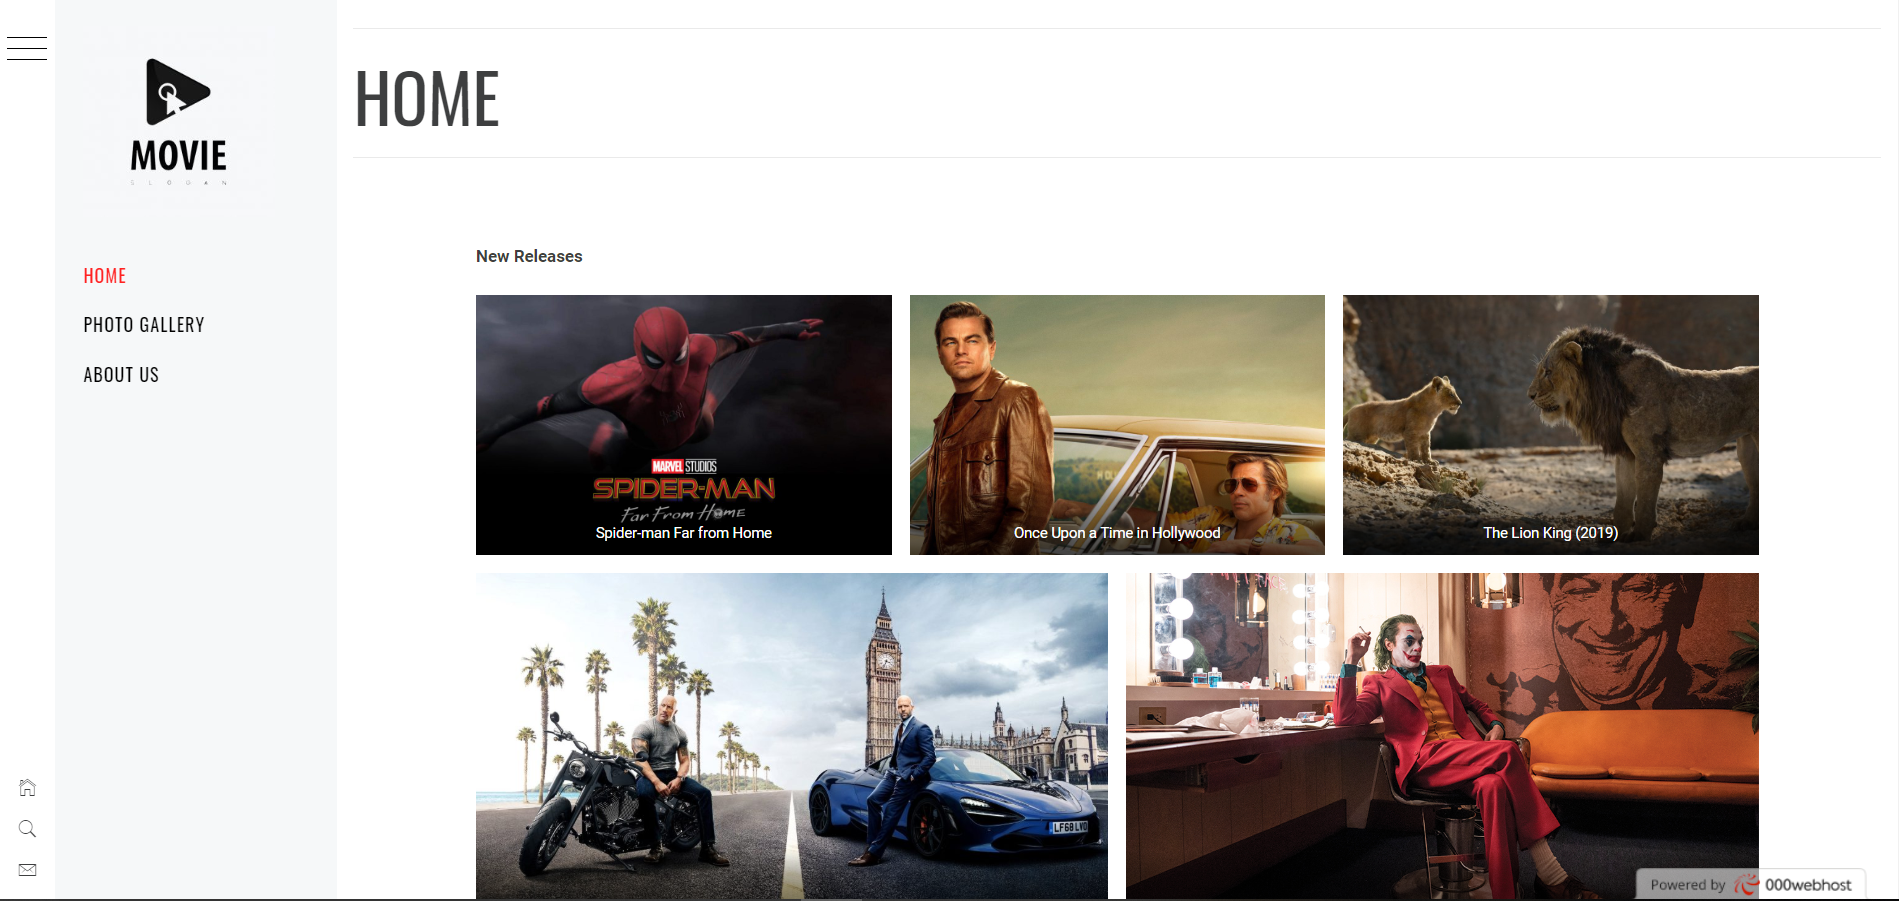 MOVIE
SLOGAN
HOME
PHOTO GALLERY
ABOUT US
HOME
New Releases
MARVEL STUDIOS
SPIDER-MAN
Far From Home
Spider-man Far from Home
Once Upon a Time in Hollywood
The Lion King (2019)
LF68 LVO
Powered by 000webhost